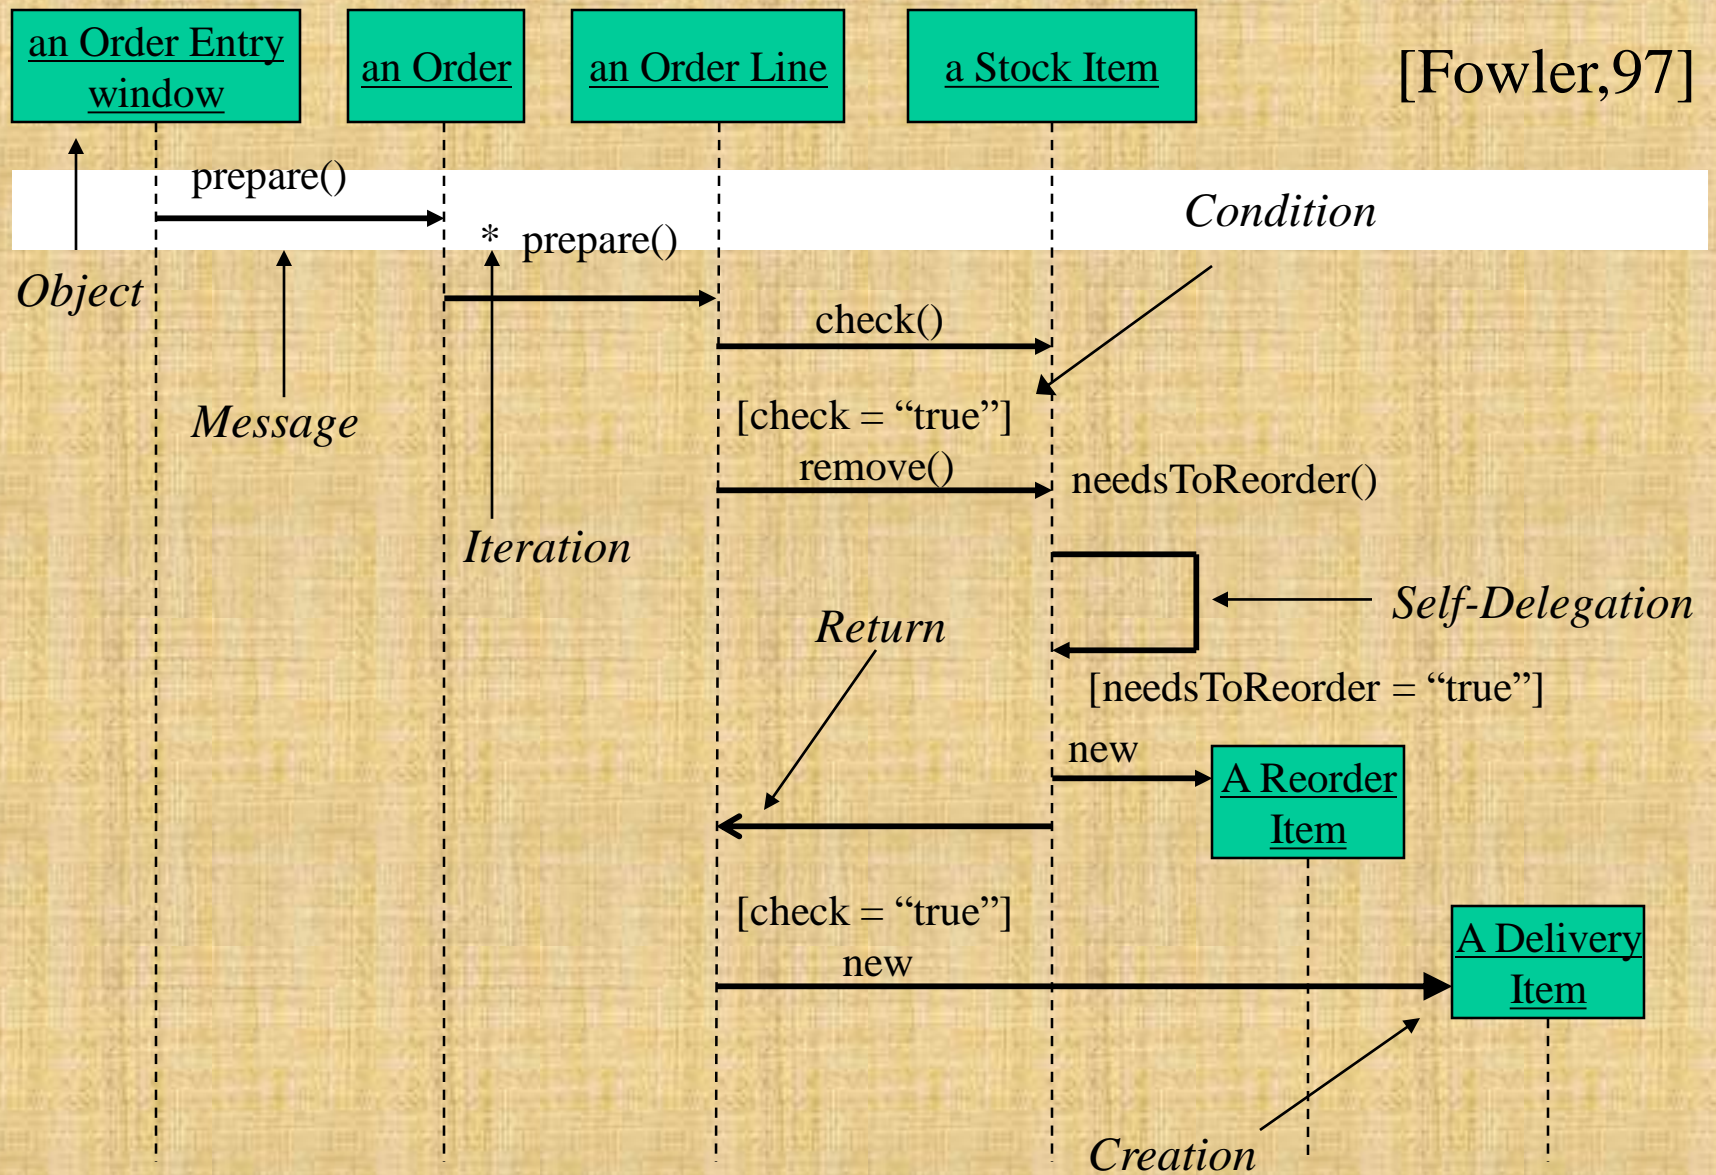 an Order Entry
window
an Order
an Order Line
a Stock Item
[Fowler,97]
prepare()
Condition
* prepare()
Object
check()
Message
[check = “true”]
remove()
needsToReorder()
Iteration
Self-Delegation
Return
[needsToReorder = “true”]
new
A Reorder
Item
[check = “true”]
new
A Delivery
Item
Creation